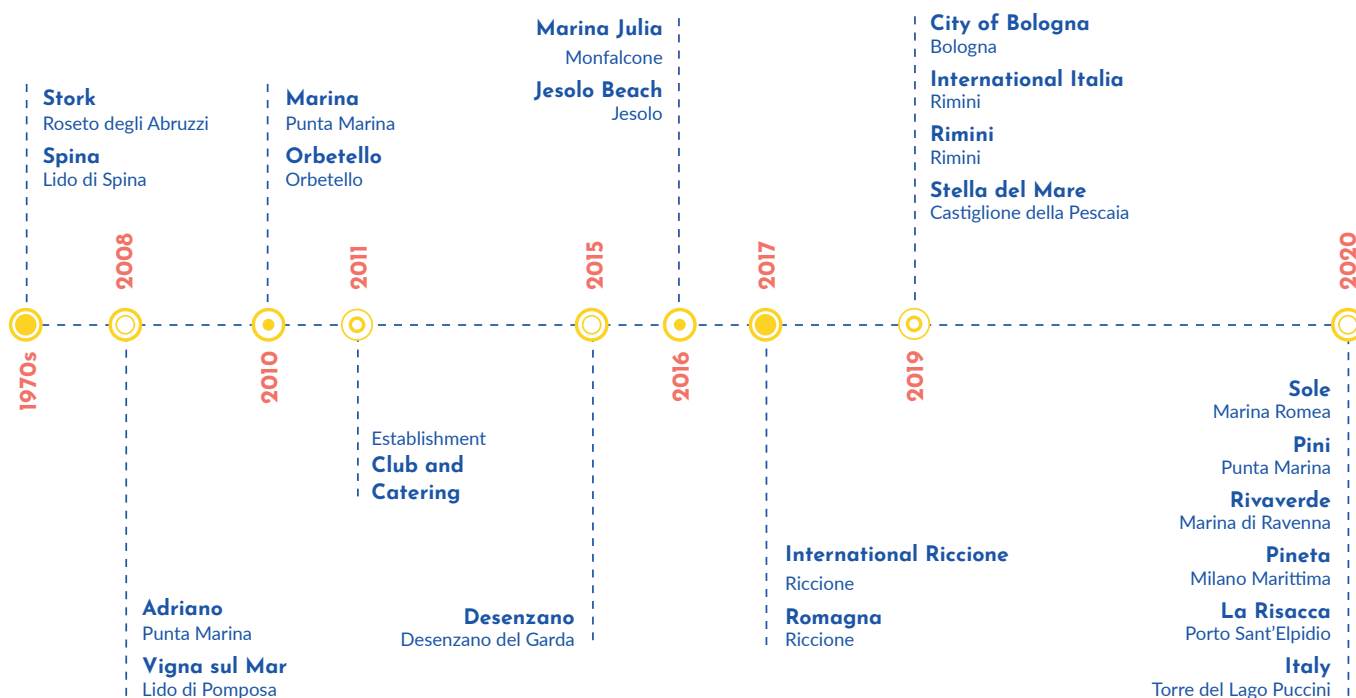 1970s
Stork
Roseto degli Abruzzi
Spina
Lido di Spina
2008
Adriano
Punta Marina
Vigna sul Mar
Lido di Pomposa
2010
Marina
Punta Marina
Orbetello
Orbetello
2011
Establishment
Club and
Catering
2015
Desenzano
Desenzano del Garda
2016
Marina Julia
Monfalcone
Jesolo Beach
Jesolo
2017
International Riccione
Riccione
Romagna
Riccione
2019
City of Bologna
Bologna
International Italia
Rimini
Rimini
Rimini
Stella del Mare
Castiglione della Pescaia
2020
Sole
Marina Romea
Pini
Punta Marina
Rivaverde
Marina di Ravenna
Pineta
Milano Marittima
La Risacca
Porto Sant'Elpidio
Italy
Torre del Lago Puccini